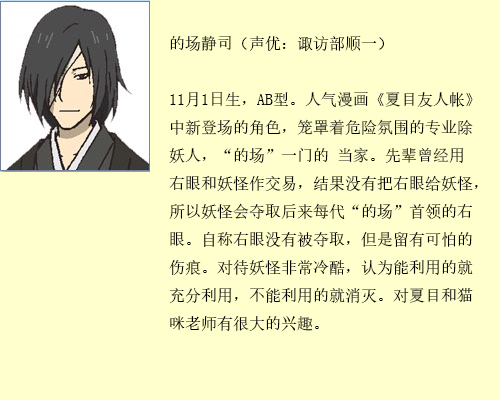 的场静司（声优：诹访部顺一）
11月1日生，AB型。人气漫画《夏目友人帐》
中新登场的角色，笼罩着危险氛围的专业除
妖人，“的场”一门的 当家。先辈曾经用
右眼和妖怪作交易，结果没有把右眼给妖怪，
所以妖怪会夺取后来每代“的场”首领的右
眼。自称右眼没有被夺取，但是留有可怕的
伤痕。对待妖怪非常冷酷，认为能利用的就
充分利用，不能利用的就消灭。对夏目和猫
咪老师有很大的兴趣。